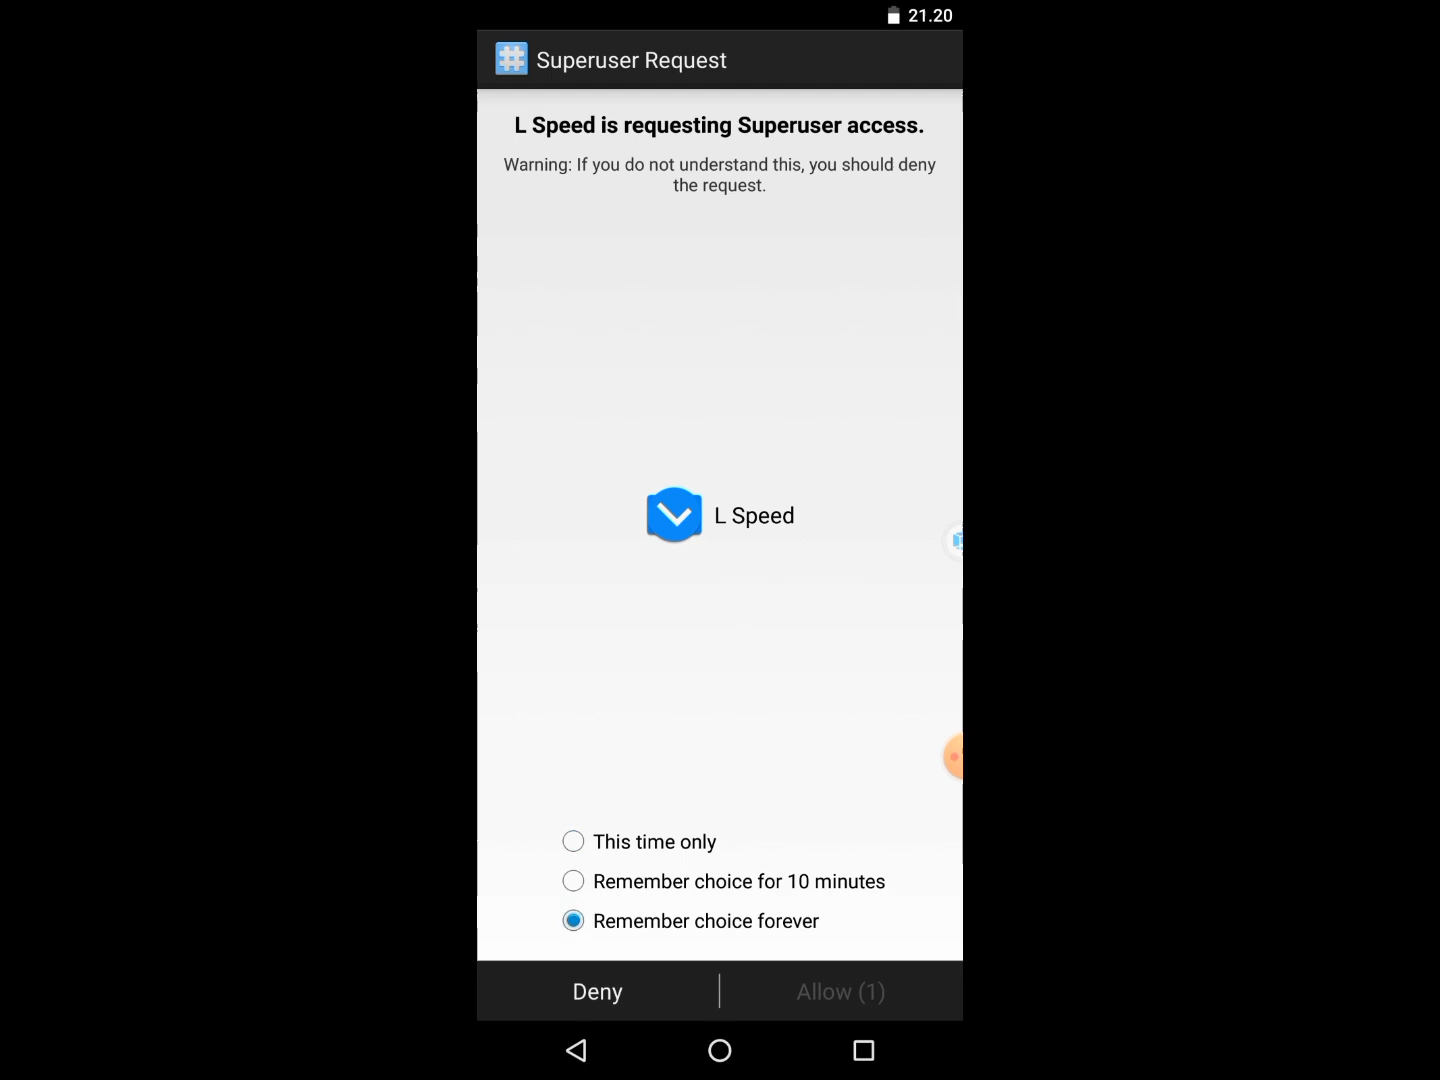 21.20
Superuser Request
L Speed is requesting Superuser access.
Warning: If you do not understand this, you should deny
the request.
L Speed
This time only
Remember choice for 10 minutes
Remember choice forever
Deny
Allow (1)